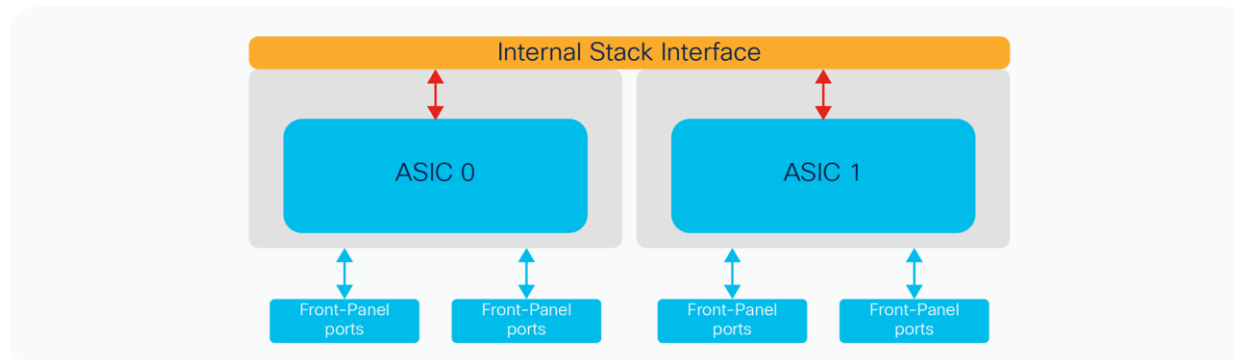 Internal Stack Interface
ASIC 0
ASIC 1
Front-Panel
ports
Front-Panel
ports
Front-Panel
ports
Front-Panel
ports